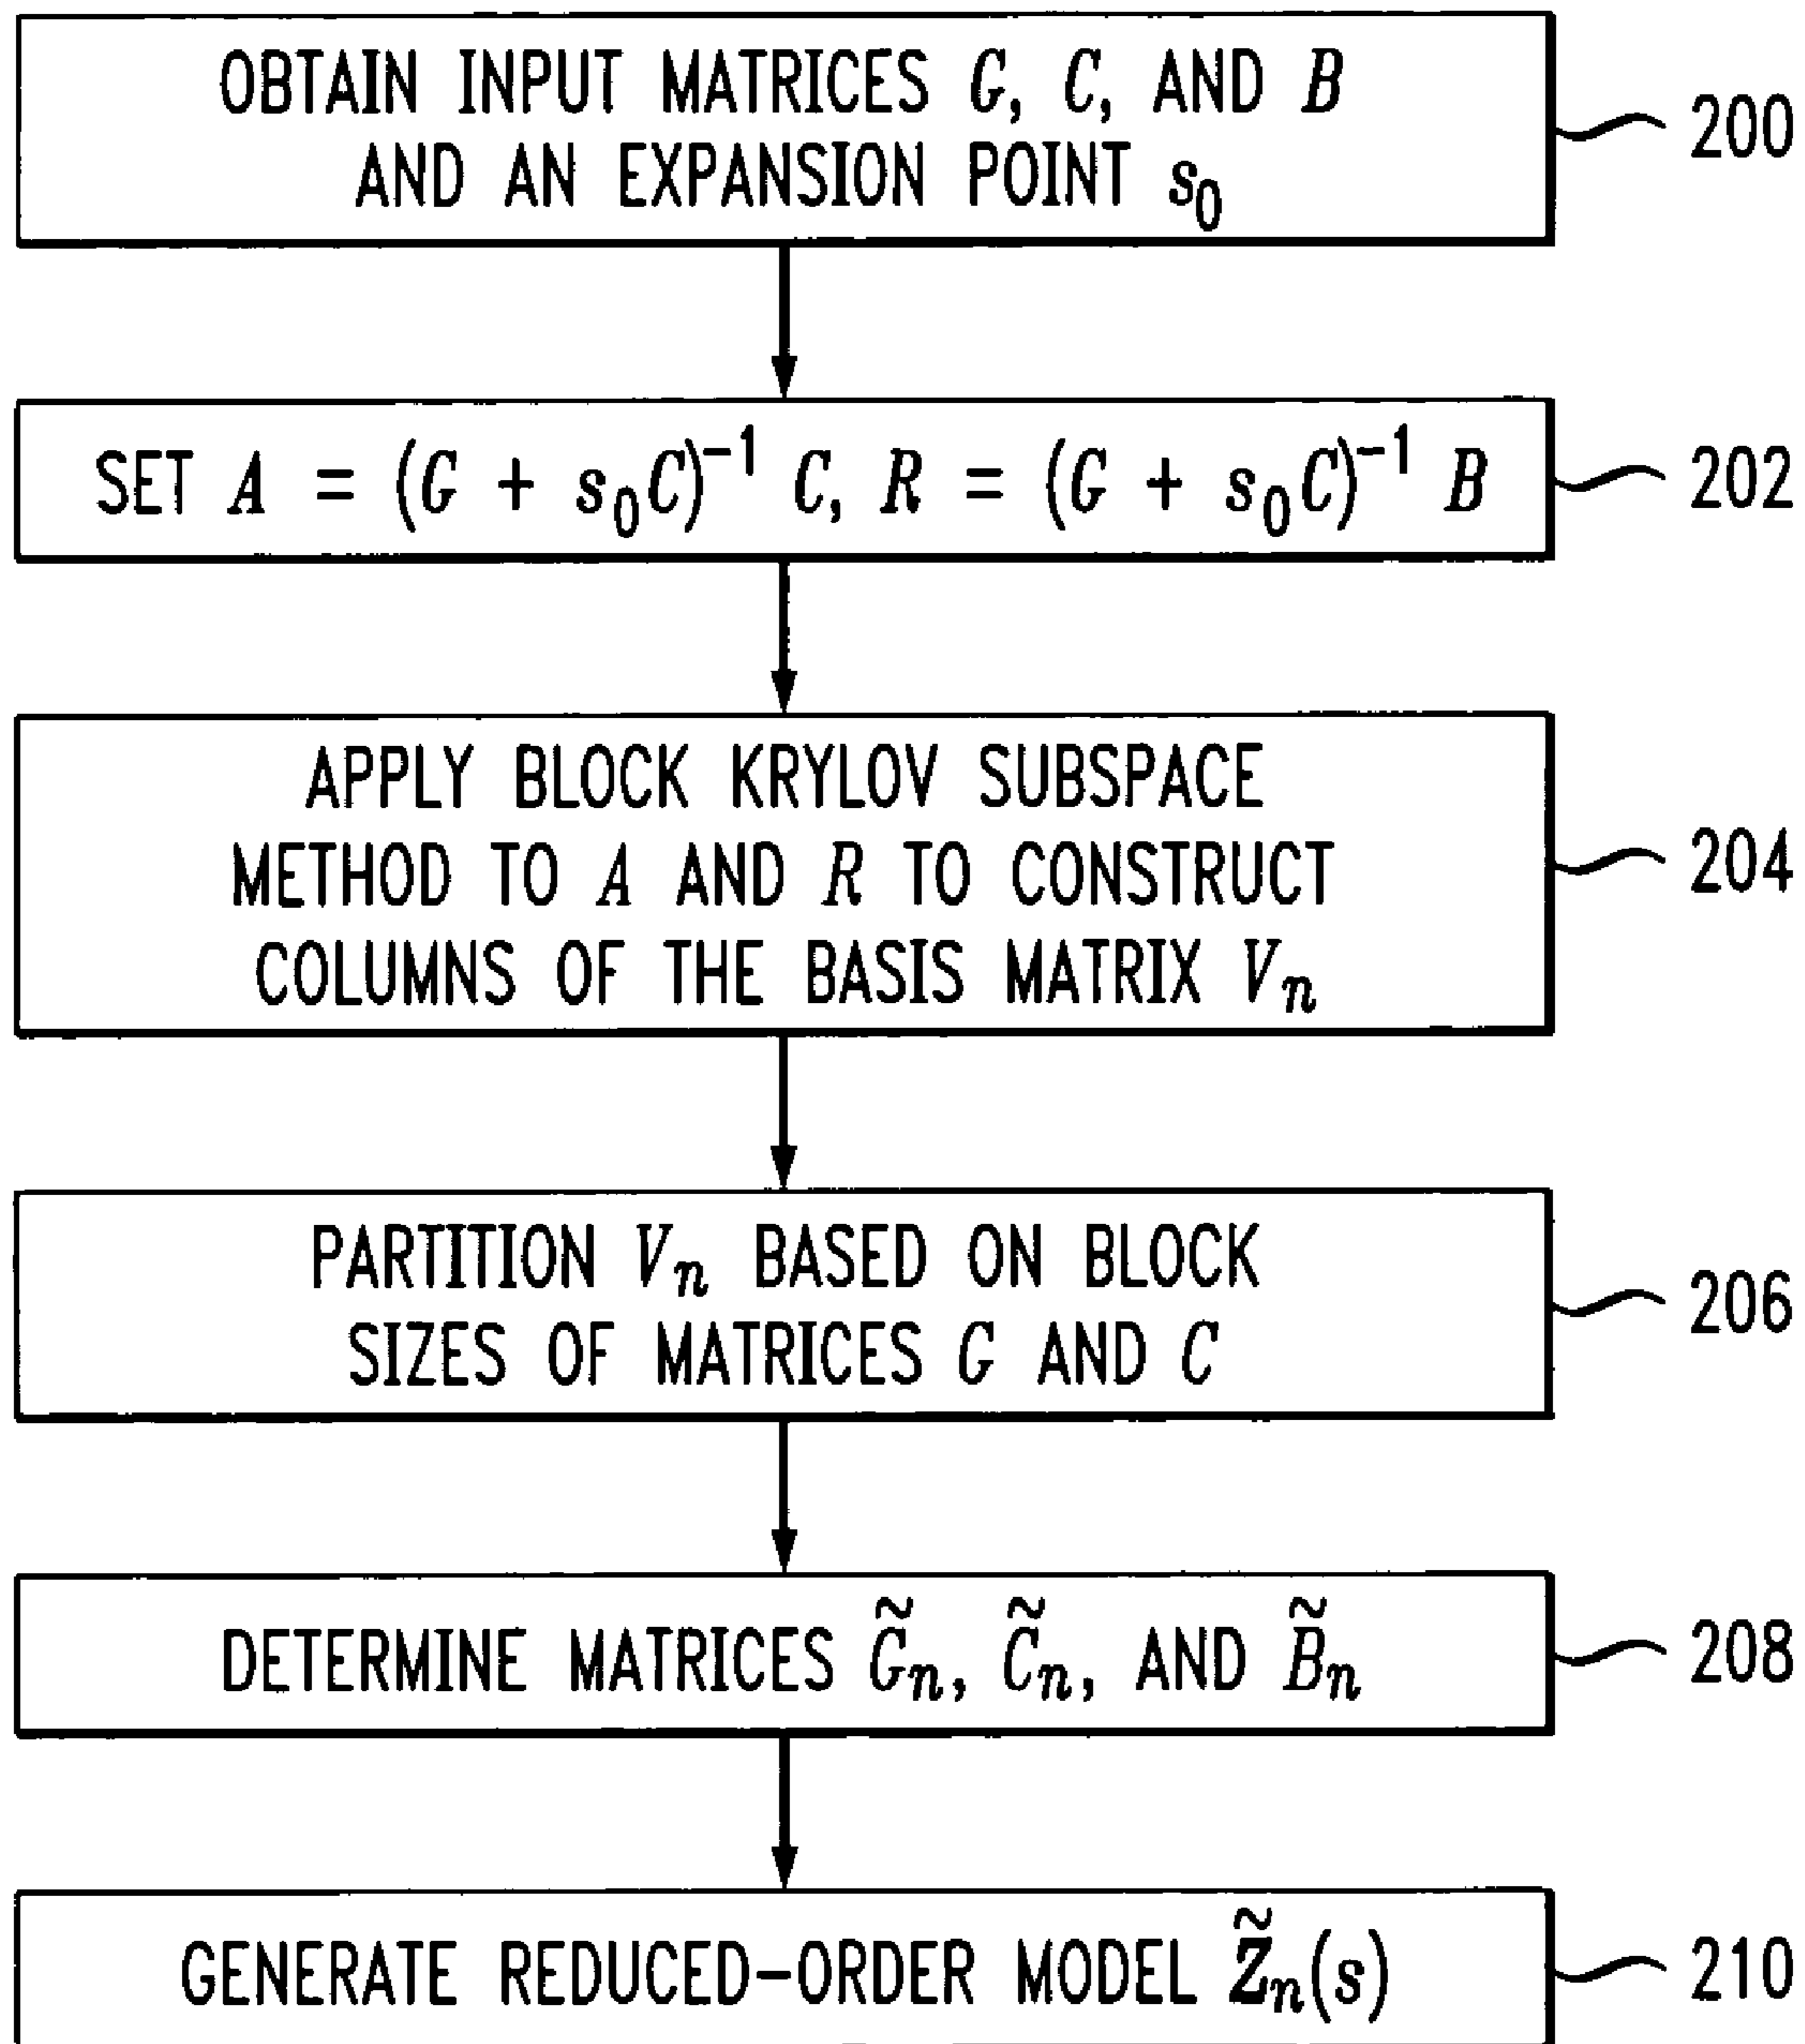 OBTAIN INPUT MATRICES G, C, AND B
AND AN EXPANSION POINT s₀
200
SET A = (G + s₀C)⁻¹ C, R = (G + s₀C)⁻¹ B
202
APPLY BLOCK KRYLOV SUBSPACE
METHOD TO A AND R TO CONSTRUCT
COLUMNS OF THE BASIS MATRIX Vₙ
204
PARTITION Vₙ BASED ON BLOCK
SIZES OF MATRICES G AND C
206
DETERMINE MATRICES G̃ₙ, C̃ₙ, AND B̃ₙ
208
GENERATE REDUCED-ORDER MODEL Z̃ₙ(s)
210